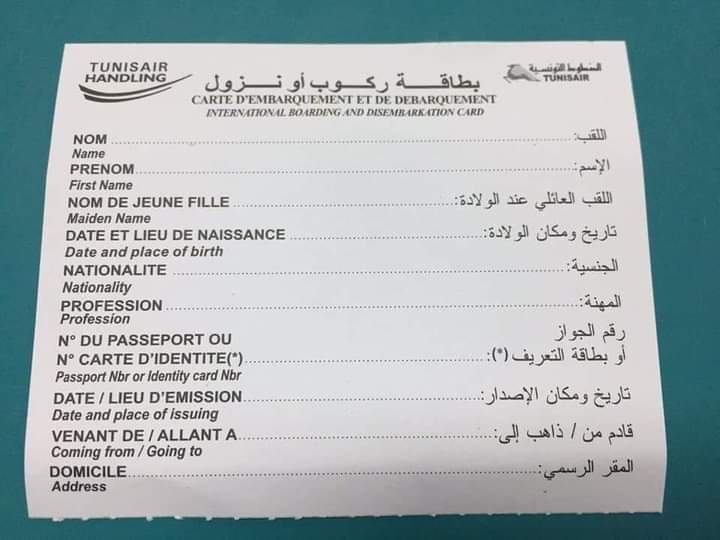 TUNISAIR
HANDLING
الخطوط التونسية
TUNISAIR
بطاقـــة ركـــوب أو نـــزول
CARTE D'EMBARQUEMENT ET DE DEBARQUEMENT
INTERNATIONAL BOARDING AND DISEMBARKATION CARD
NOM ........ اللقب:
Name
PRENOM ........ الإسم:
First Name
NOM DE JEUNE FILLE ........ اللقب العائلي عند الولادة:
Maiden Name
DATE ET LIEU DE NAISSANCE ........ تاريخ ومكان الولادة:
Date and place of birth
NATIONALITE ........ الجنسية:
Nationality
PROFESSION ........ المهنة:
Profession
N° DU PASSEPORT OU رقم الجواز
N° CARTE D'IDENTITE(*) ........ أو بطاقة التعريف (*):
Passport Nbr or Identity card Nbr
DATE / LIEU D'EMISSION ........ تاريخ ومكان الإصدار:
Date and place of issuing
VENANT DE / ALLANT A ........ قادم من / ذاهب إلى:
Coming from / Going to
DOMICILE ........ المقر الرسمي:
Address